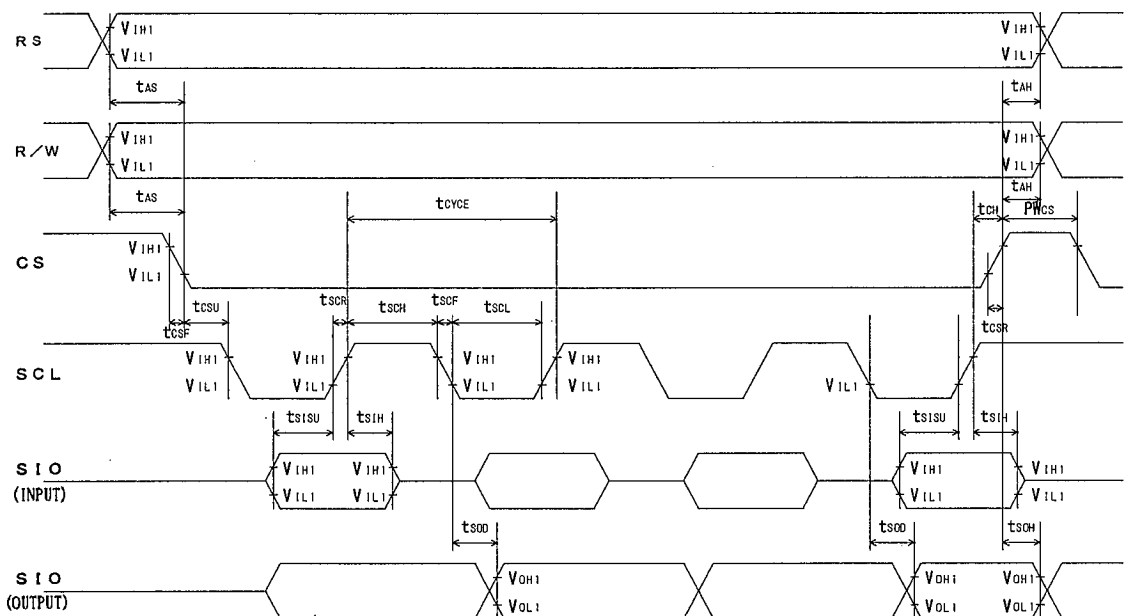 RS VIH1 VIH1
VIL1 VIL1
tAS tAH
R/W VIH1 VIH1
VIL1 VIL1
tAS tCYCE tAH
tCH PWCS
CS VIH1
VIL1
tCSU tSCR tSCH tSCF tSCL
tCSF tCSR
SCL VIH1 VIH1 VIH1 VIH1
VIL1 VIL1 VIL1 VIL1 VIL1
tSISU tSIH tSISU tSIH
SIO VIH1 VIH1 VIH1 VIH1
(INPUT) VIL1 VIL1 VIL1 VIL1
tSOD tSOD tSOH
SIO VOH1 VOH1 VOH1
(OUTPUT) VOL1 VOL1 VOL1